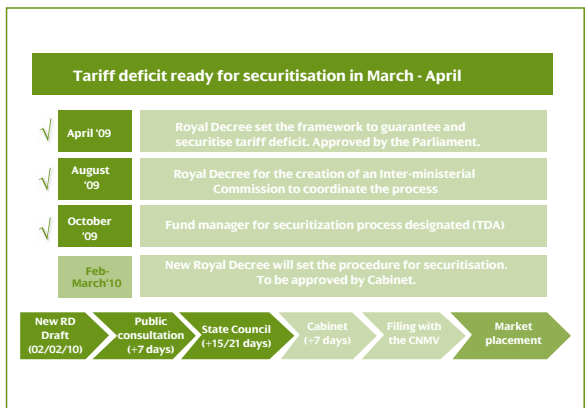 Tariff deficit ready for securitisation in March - April
√
April ‘09
Royal Decree set the framework to guarantee and
securitise tariff deficit. Approved by the Parliament.
√
August
‘09
Royal Decree for the creation of an Inter-ministerial
Commission to coordinate the process
√
October
‘09
Fund manager for securitization process designated (TDA)
Feb-
March’10
New Royal Decree will set the procedure for securitisation.
To be approved by Cabinet.
New RD
Draft
(02/02/10)
Public
consultation
(+7 days)
State Council
(+15/21 days)
Cabinet
(+7 days)
Filing with
the CNMV
Market
placement